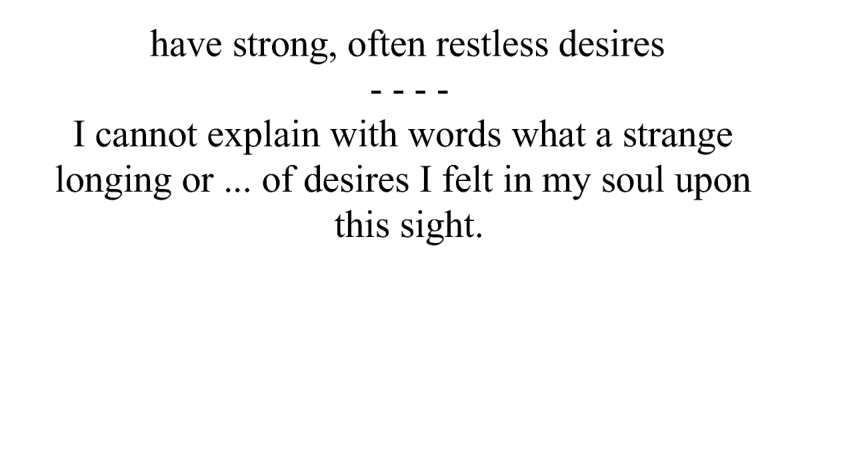 have strong, often restless desires
- - - -
I cannot explain with words what a strange
longing or ... of desires I felt in my soul upon
this sight.